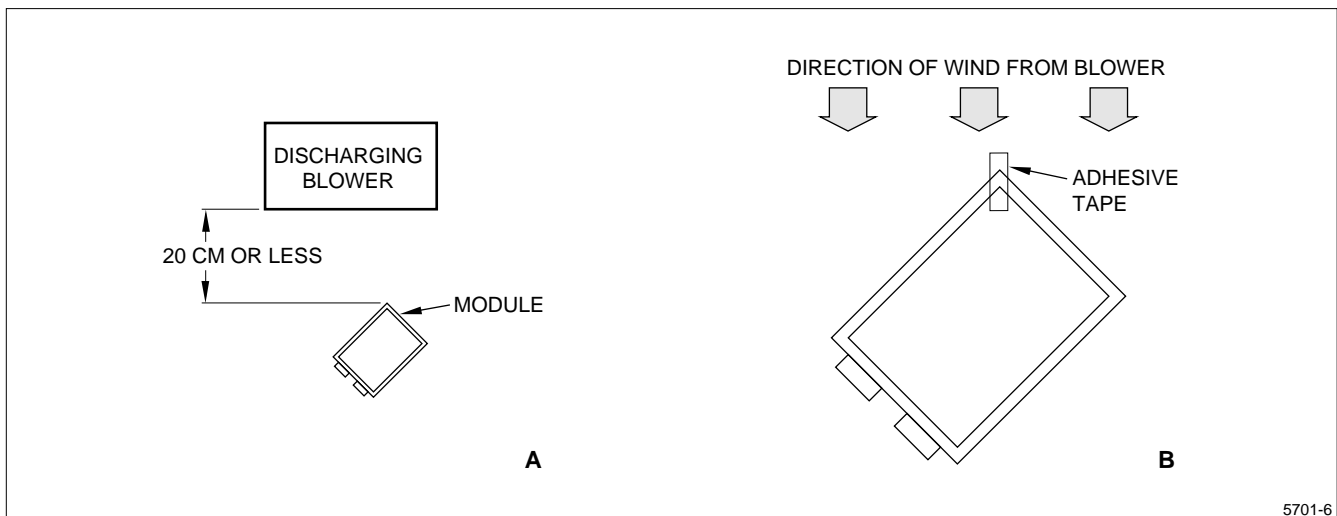 DISCHARGING
BLOWER
20 CM OR LESS
MODULE
A
DIRECTION OF WIND FROM BLOWER
ADHESIVE
TAPE
B
5701-6